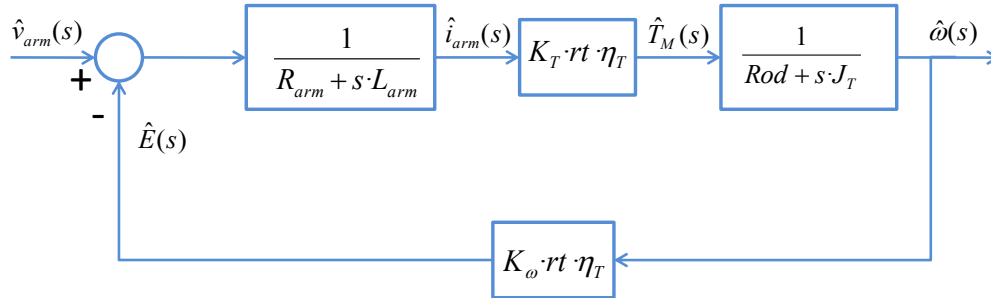 v̂_arm(s)
+
-
1 / (R_arm + s·L_arm)
î_arm(s)
K_T·rt·η_T
T̂_M(s)
1 / (Rod + s·J_T)
ω̂(s)
Ê(s)
K_ω·rt·η_T